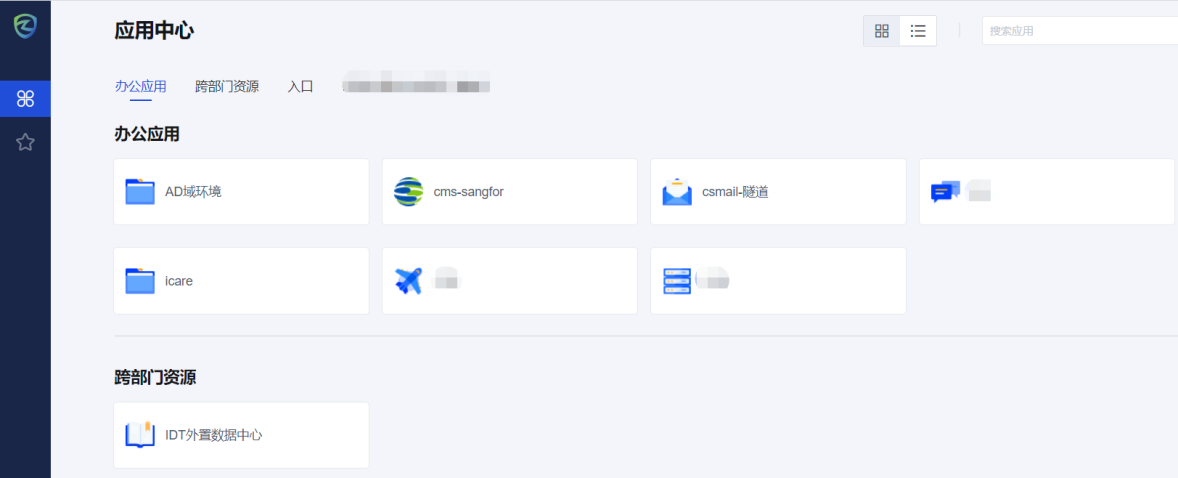 应用中心
搜索应用
办公应用 跨部门资源 入口
办公应用
AD域环境 cms-sangfor csmail-隧道
icare
跨部门资源
IDT外置数据中心